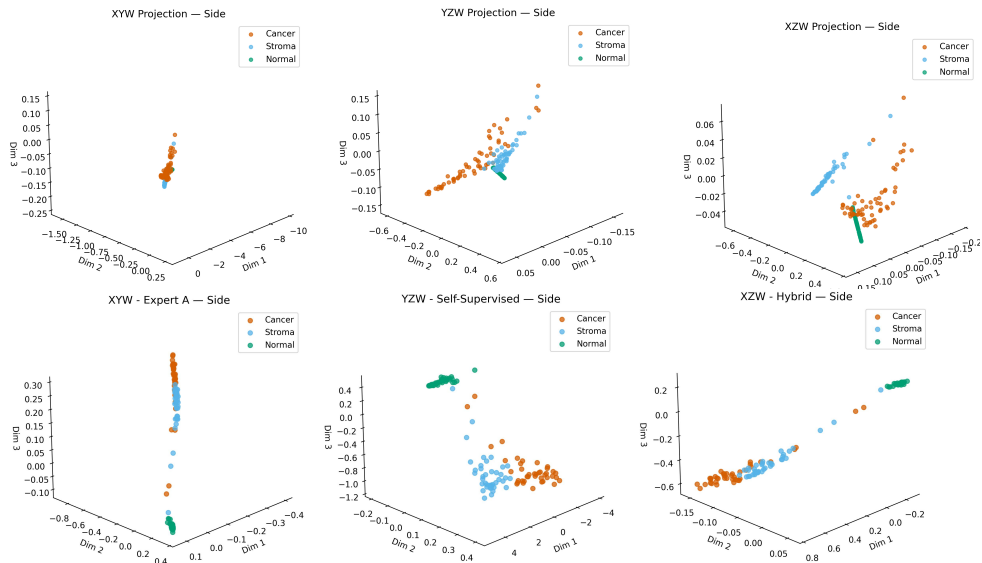 XYW Projection — Side
Cancer
Stroma
Normal
0.15
0.10
0.05
0.00
−0.05
−0.10
−0.15
−0.20
−0.25
Dim 3
−1.50
−1.25
−1.00
−0.75
−0.50
−0.25
0.00
0.25
Dim 2
0
−2
−4
−6
−8
−10
Dim 1
YZW Projection — Side
Cancer
Stroma
Normal
0.15
0.10
0.05
0.00
−0.05
−0.10
−0.15
Dim 3
−0.6
−0.4
−0.2
0.0
0.2
0.4
0.6
Dim 2
0.05
0.00
−0.05
−0.10
−0.15
Dim 1
XZW Projection — Side
Cancer
Stroma
Normal
0.06
0.04
0.02
0.00
−0.02
−0.04
Dim 3
−0.6
−0.4
−0.2
0.0
0.2
0.4
Dim 2
0.15
0.10
0.05
0.00
−0.05
−0.10
−0.15
−0.2
Dim 1
XYW - Expert A — Side
Cancer
Stroma
Normal
0.30
0.25
0.20
0.15
0.10
0.05
0.00
−0.05
−0.10
Dim 3
−0.8
−0.6
−0.4
−0.2
0.0
0.2
0.4
Dim 2
0.1
0.0
−0.1
−0.2
−0.3
−0.4
Dim 1
YZW - Self-Supervised — Side
Cancer
Stroma
Normal
0.4
0.2
0.0
−0.2
−0.4
−0.6
−0.8
−1.0
−1.2
Dim 3
−0.2
−0.1
0.0
0.1
0.2
0.3
0.4
Dim 2
4
2
0
−2
−4
Dim 1
XZW - Hybrid — Side
Cancer
Stroma
Normal
0.4
0.2
0.0
−0.2
−0.4
−0.6
Dim 3
−0.15
−0.10
−0.05
0.00
0.05
Dim 2
0.8
0.6
0.4
0.2
0.0
−0.2
Dim 1